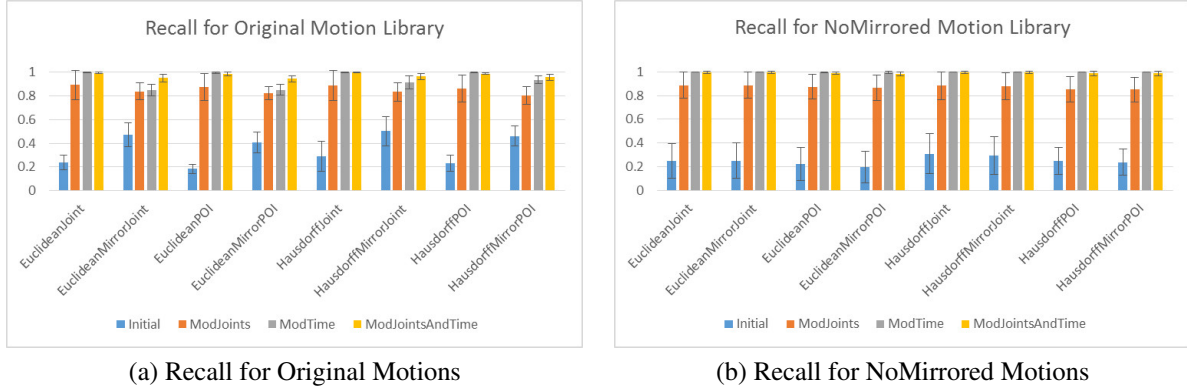 Recall for Original Motion Library
1
0.8
0.6
0.4
0.2
0
EuclideanJoint
EuclideanMirrorJoint
EuclideanPOI
EuclideanMirrorPOI
HausdorffJoint
HausdorffMirrorJoint
HausdorffPOI
HausdorffMirrorPOI
Initial ModJoints ModTime ModJointsAndTime
(a) Recall for Original Motions
Recall for NoMirrored Motion Library
1
0.8
0.6
0.4
0.2
0
EuclideanJoint
EuclideanMirrorJoint
EuclideanPOI
EuclideanMirrorPOI
HausdorffJoint
HausdorffMirrorJoint
HausdorffPOI
HausdorffMirrorPOI
Initial ModJoints ModTime ModJointsAndTime
(b) Recall for NoMirrored Motions